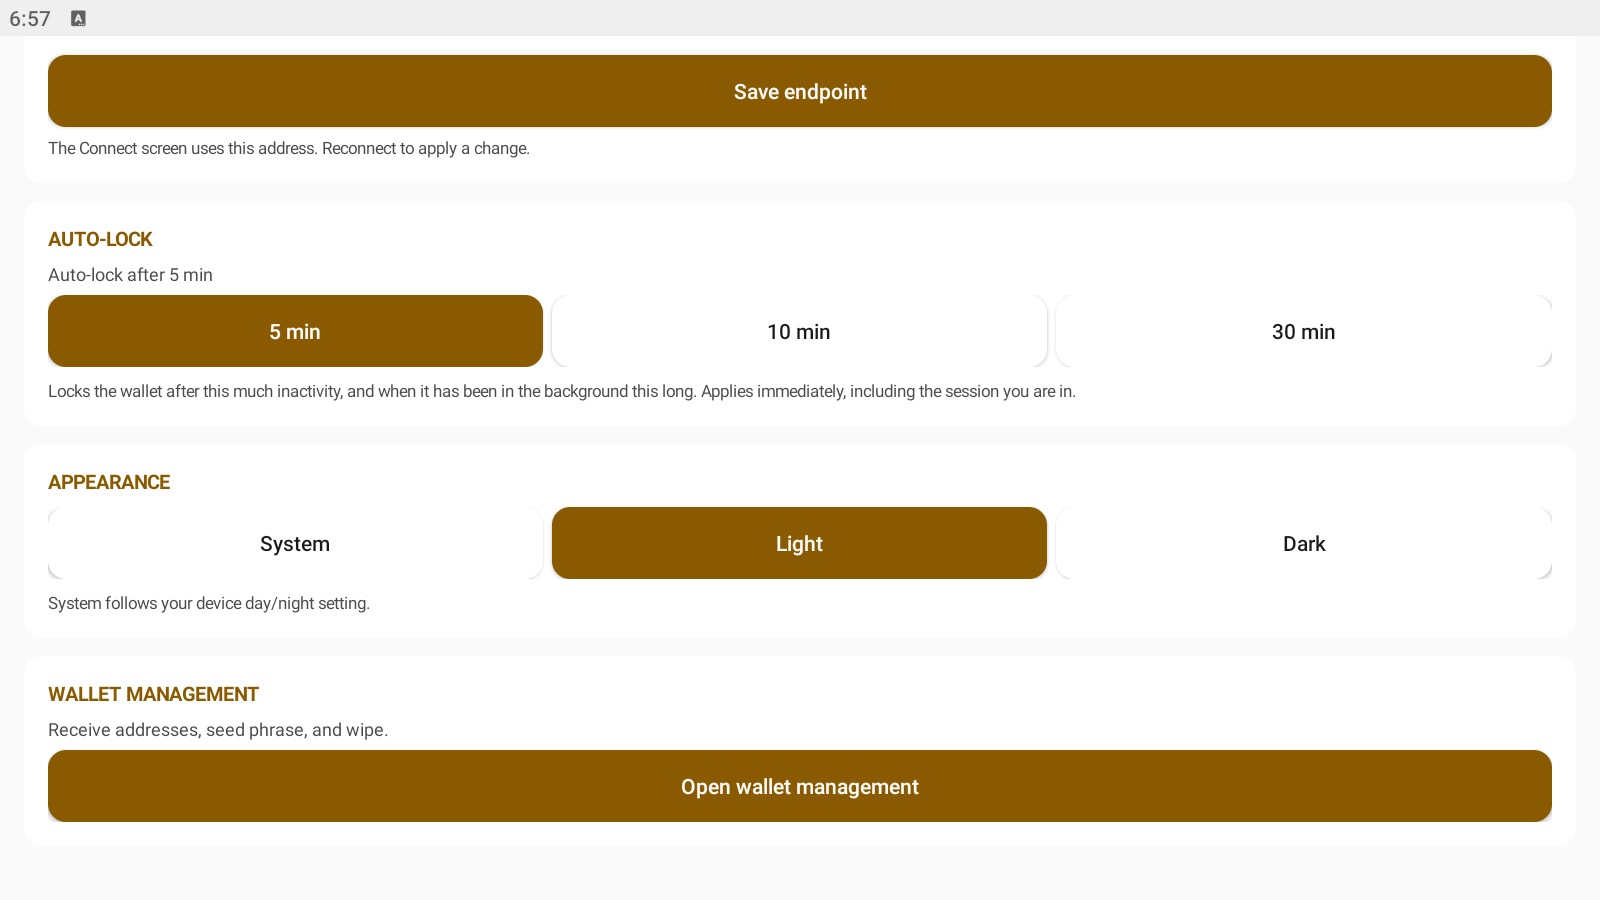 6:57
Save endpoint
The Connect screen uses this address. Reconnect to apply a change.
AUTO-LOCK
Auto-lock after 5 min
5 min
10 min
30 min
Locks the wallet after this much inactivity, and when it has been in the background this long. Applies immediately, including the session you are in.
APPEARANCE
System
Light
Dark
System follows your device day/night setting.
WALLET MANAGEMENT
Receive addresses, seed phrase, and wipe.
Open wallet management